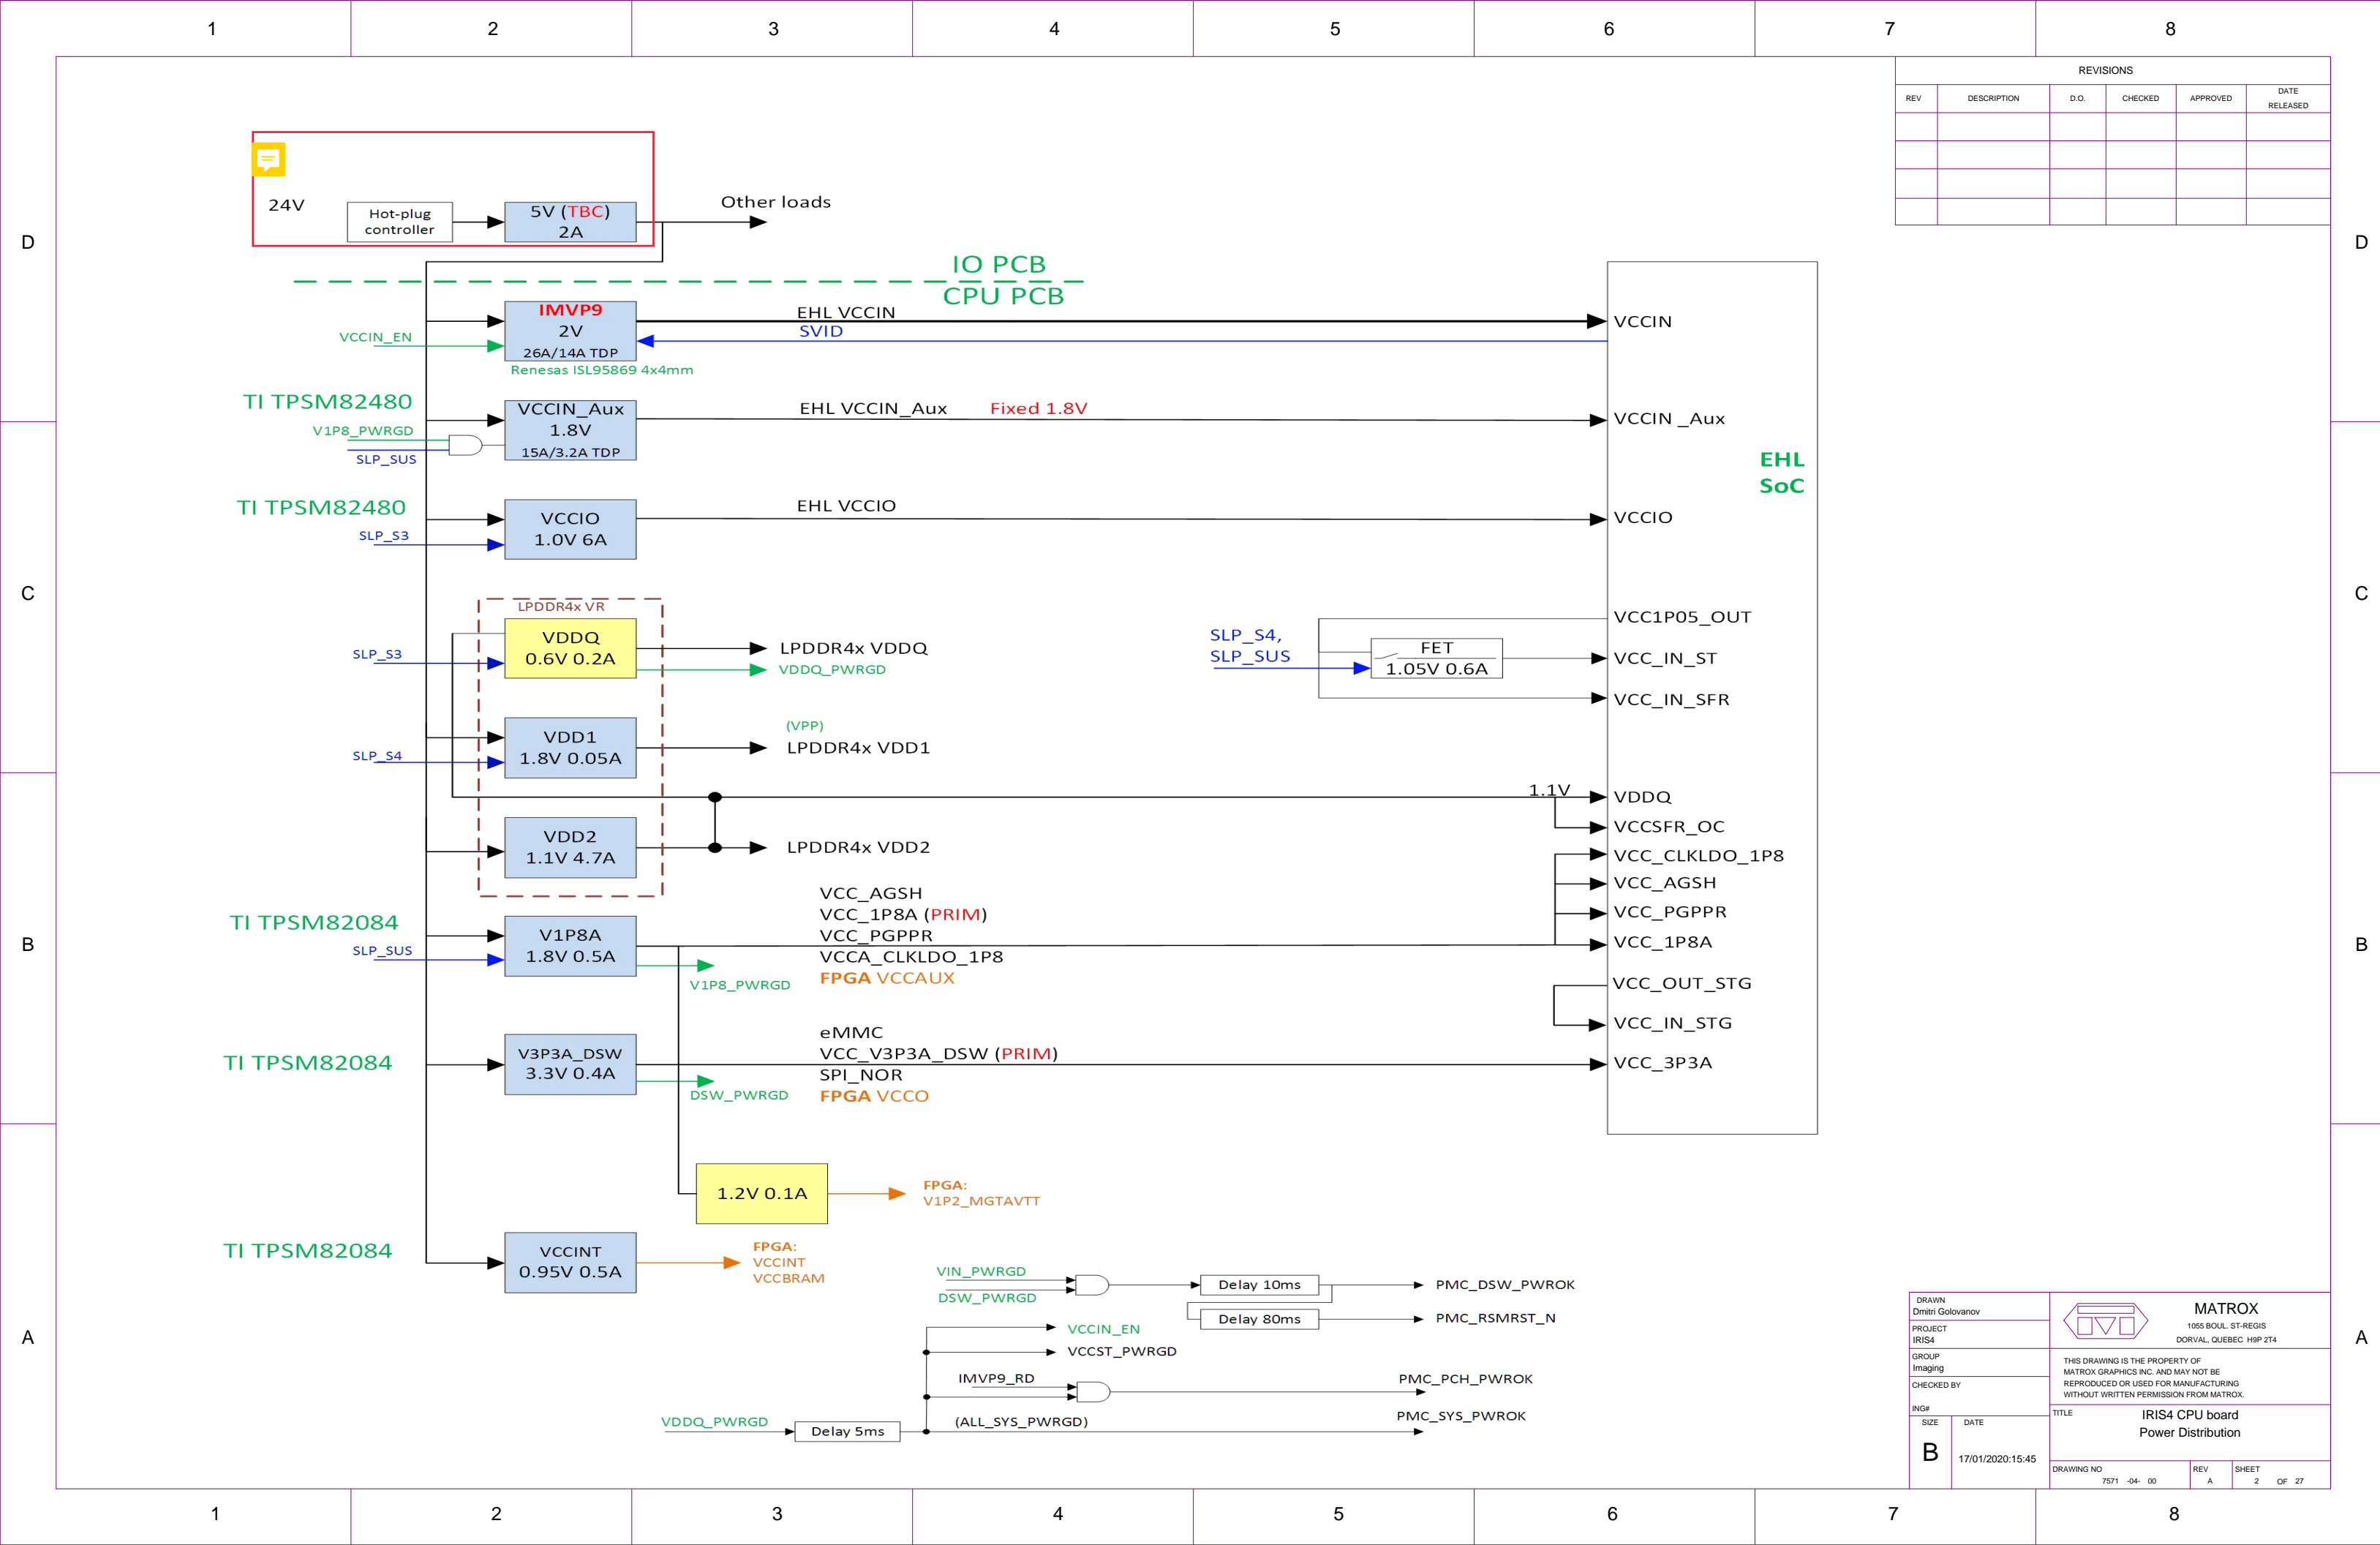 1 2 3 4 5 6 7 8
REVISIONS
REV DESCRIPTION D.O. CHECKED APPROVED DATE RELEASED
D D
24V
Hot-plug
controller
5V (TBC)
2A
Other loads
IO PCB
CPU PCB
VCCIN_EN
IMVP9
2V
26A/14A TDP
Renesas ISL95869 4x4mm
EHL VCCIN
SVID
VCCIN
TI TPSM82480
V1P8_PWRGD
SLP_SUS
VCCIN_Aux
1.8V
15A/3.2A TDP
EHL VCCIN_Aux Fixed 1.8V
VCCIN _Aux
EHL
SoC
TI TPSM82480
SLP_S3
VCCIO
1.0V 6A
EHL VCCIO
VCCIO
C C
LPDDR4x VR
SLP_S3
VDDQ
0.6V 0.2A
LPDDR4x VDDQ
VDDQ_PWRGD
SLP_S4,
SLP_SUS
FET
1.05V 0.6A
VCC1P05_OUT
VCC_IN_ST
VCC_IN_SFR
SLP_S4
VDD1
1.8V 0.05A
(VPP)
LPDDR4x VDD1
1.1V
VDDQ
VCCSFR_OC
VDD2
1.1V 4.7A
LPDDR4x VDD2
VCC_CLKLDO_1P8
VCC_AGSH
VCC_PGPPR
VCC_1P8A
B B
TI TPSM82084
SLP_SUS
V1P8A
1.8V 0.5A
V1P8_PWRGD
VCC_AGSH
VCC_1P8A (PRIM)
VCC_PGPPR
VCCA_CLKLDO_1P8
FPGA VCCAUX
VCC_OUT_STG
VCC_IN_STG
TI TPSM82084
V3P3A_DSW
3.3V 0.4A
DSW_PWRGD
eMMC
VCC_V3P3A_DSW (PRIM)
SPI_NOR
FPGA VCCO
VCC_3P3A
1.2V 0.1A
FPGA:
V1P2_MGTAVTT
TI TPSM82084
VCCINT
0.95V 0.5A
FPGA:
VCCINT
VCCBRAM
A A
VIN_PWRGD
DSW_PWRGD
Delay 10ms
PMC_DSW_PWROK
Delay 80ms
PMC_RSMRST_N
VCCIN_EN
VCCST_PWRGD
IMVP9_RD
PMC_PCH_PWROK
VDDQ_PWRGD
Delay 5ms
(ALL_SYS_PWRGD)
PMC_SYS_PWROK
DRAWN
Dmitri Golovanov
PROJECT
IRIS4
GROUP
Imaging
CHECKED BY
ING#
SIZE
B
DATE
17/01/2020:15:45
MATROX
1055 BOUL. ST-REGIS
DORVAL, QUEBEC H9P 2T4
THIS DRAWING IS THE PROPERTY OF
MATROX GRAPHICS INC. AND MAY NOT BE
REPRODUCED OR USED FOR MANUFACTURING
WITHOUT WRITTEN PERMISSION FROM MATROX.
TITLE
IRIS4 CPU board
Power Distribution
DRAWING NO
7571 -04- 00
REV
A
SHEET
2 OF 27
1 2 3 4 5 6 7 8